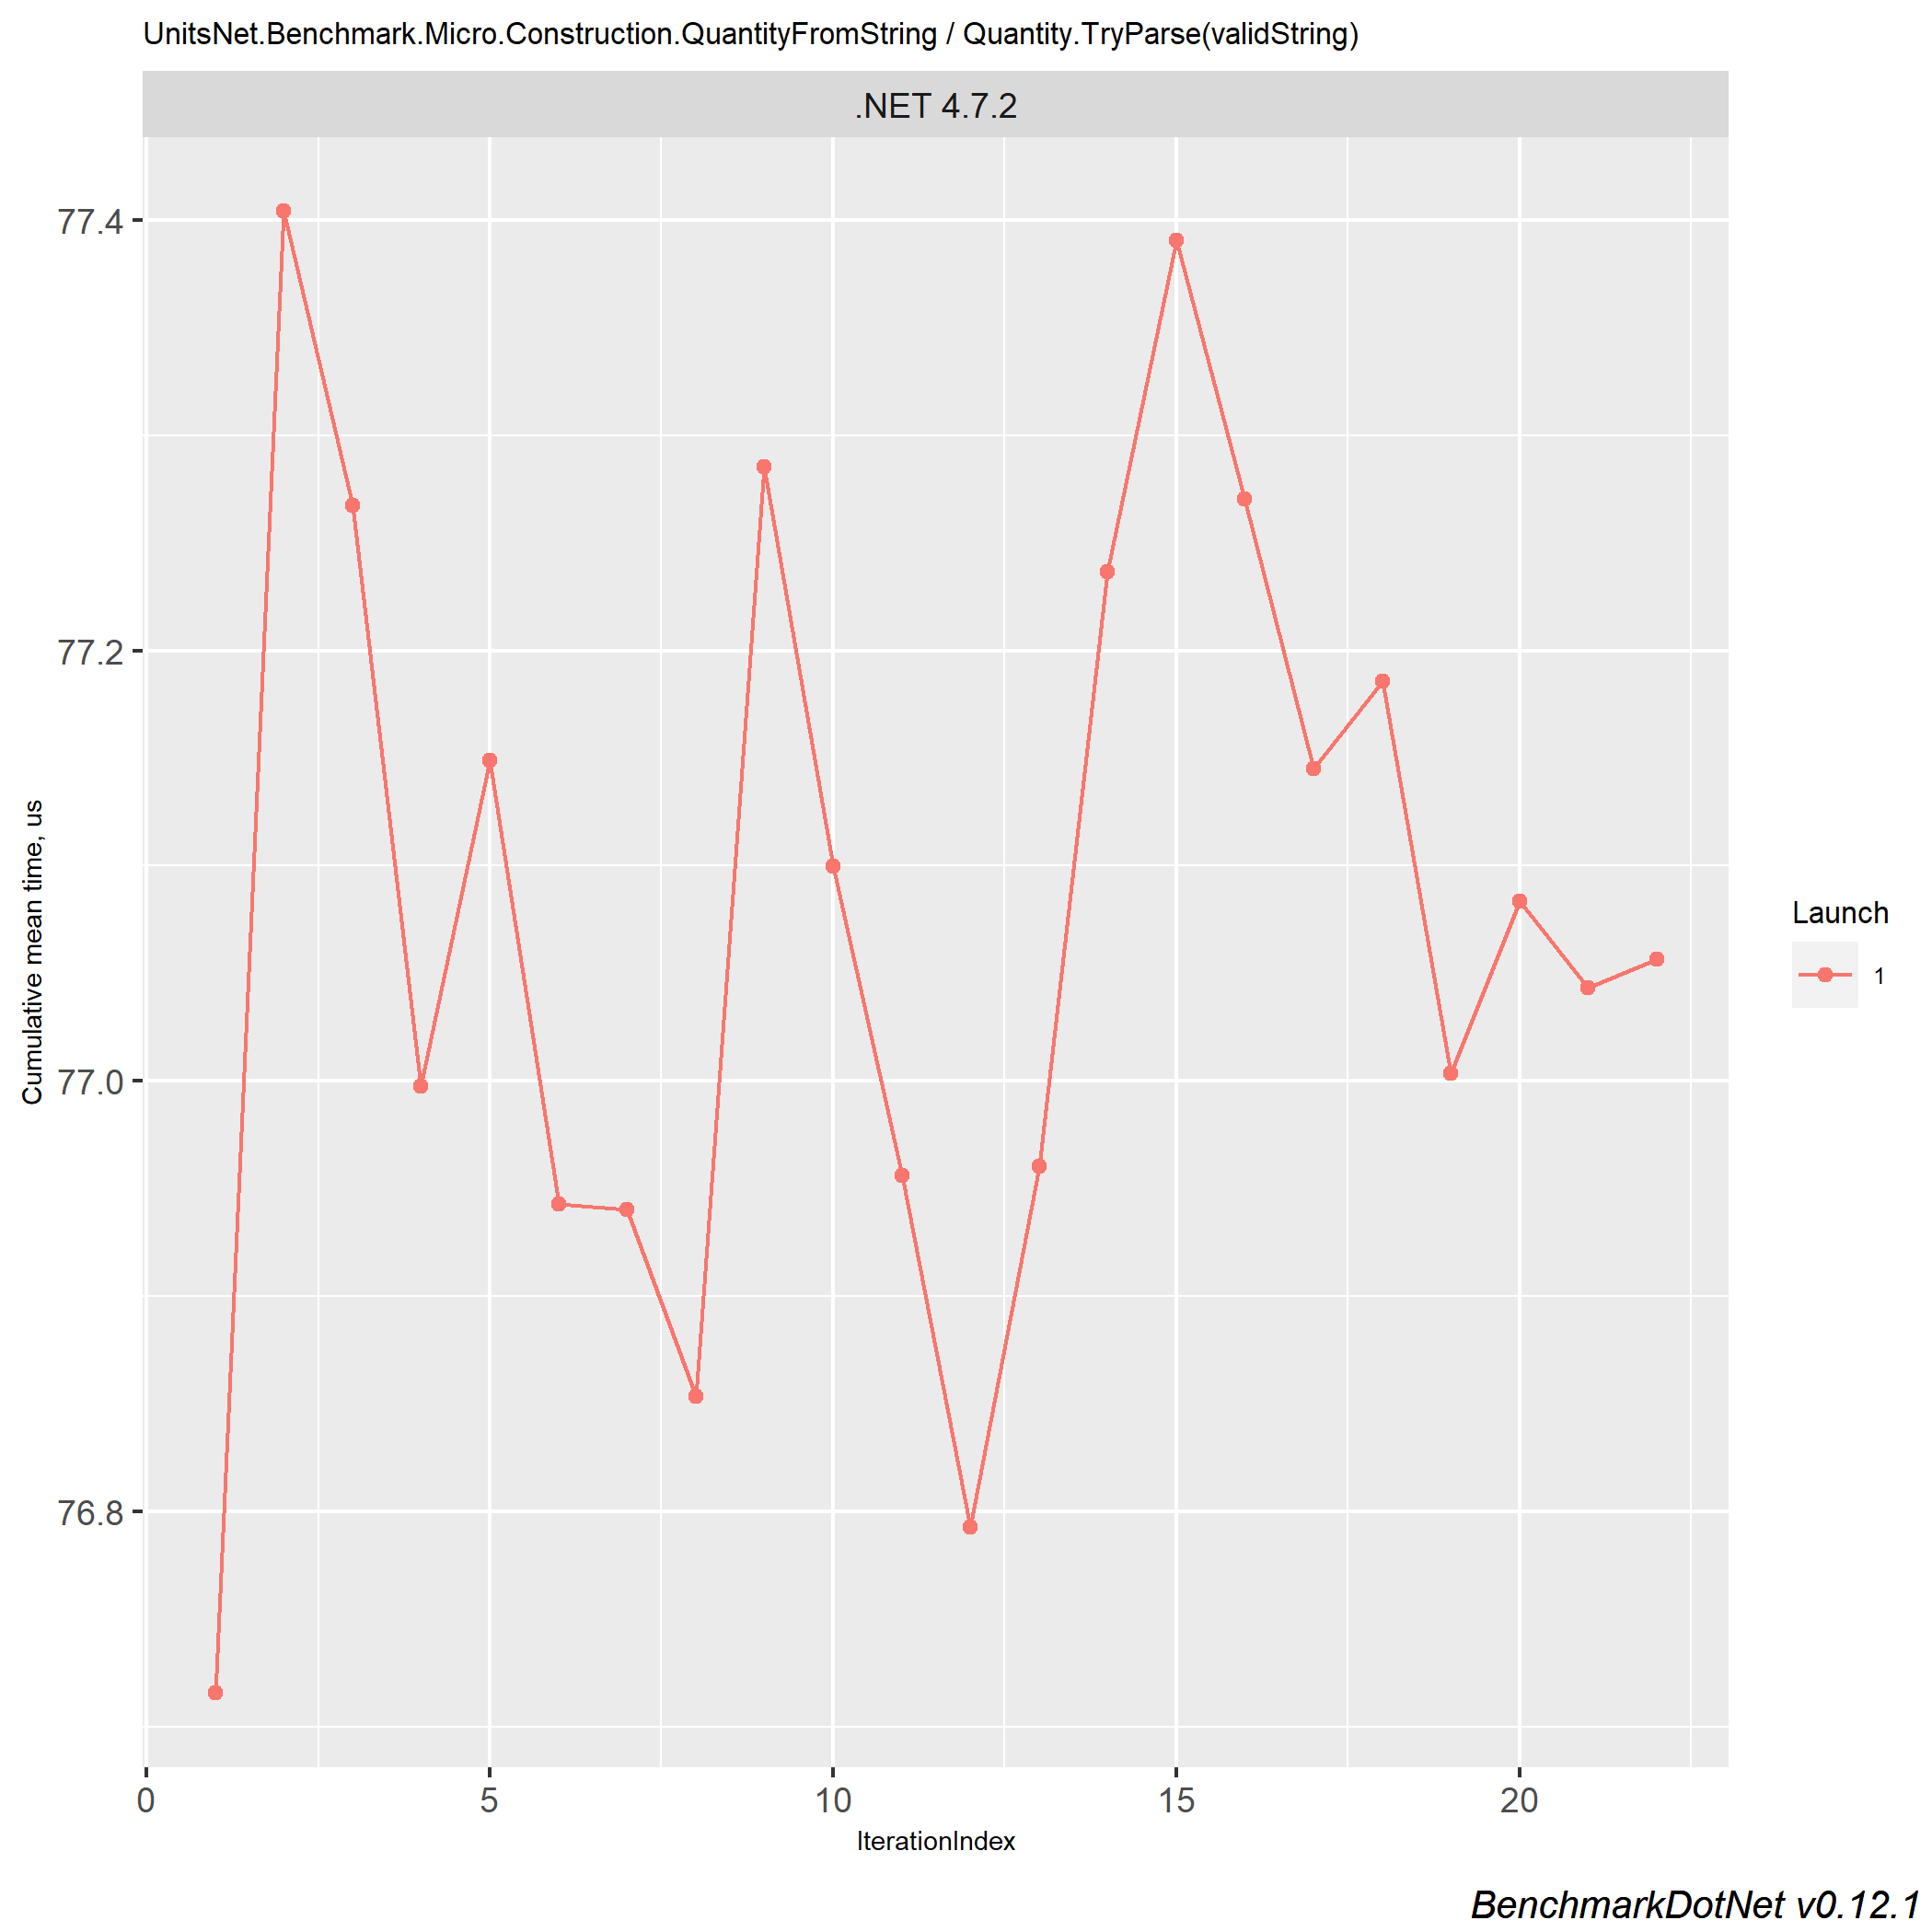 UnitsNet.Benchmark.Micro.Construction.QuantityFromString / Quantity.TryParse(validString)
.NET 4.7.2
77.4
77.2
77.0
76.8
Cumulative mean time, us
0 5 10 15 20
IterationIndex
Launch
1
BenchmarkDotNet v0.12.1